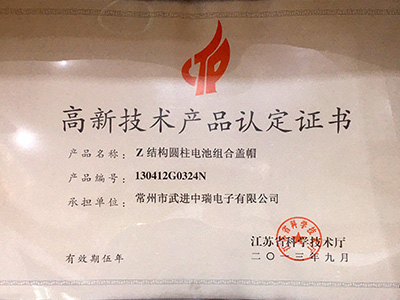 高新技术产品认定证书
产品名称：Z结构圆柱电池组合盖帽
产品编号：130412G0324N
承担单位：常州市武进中瑞电子有限公司
江苏省科学技术厅
二〇一三年九月
有效期伍年